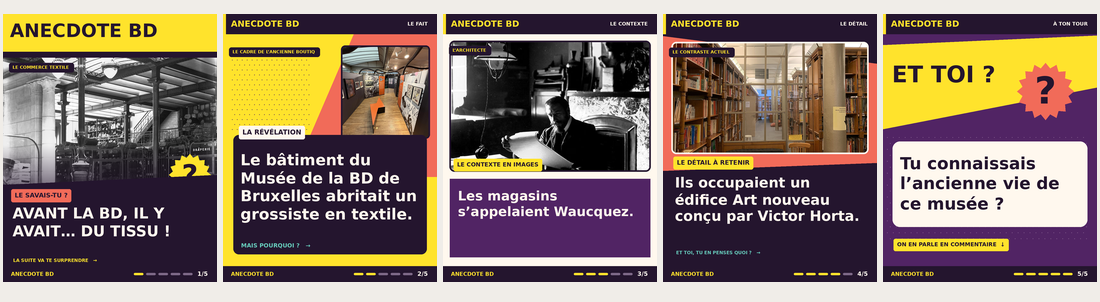 ANECDOTE BD
LE COMMERCE TEXTILE
?
LE SAVAIS-TU ?
AVANT LA BD, IL Y
AVAIT... DU TISSU !
LA SUITE VA TE SURPRENDRE →
ANECDOTE BD
1/5
ANECDOTE BD
LE FAIT
LE CADRE DE L'ANCIENNE BOUTIQ
LA RÉVÉLATION
Le bâtiment du
Musée de la BD de
Bruxelles abritait un
grossiste en textile.
MAIS POURQUOI ? →
ANECDOTE BD
2/5
ANECDOTE BD
LE CONTEXTE
L'ARCHITECTE
LE CONTEXTE EN IMAGES
Les magasins
s’appelaient Waucquez.
ANECDOTE BD
3/5
ANECDOTE BD
LE DÉTAIL
LE CONTRASTE ACTUEL
LE DÉTAIL À RETENIR
Ils occupaient un
édifice Art nouveau
conçu par Victor Horta.
ET TOI, TU EN PENSES QUOI ? →
ANECDOTE BD
4/5
ANECDOTE BD
À TON TOUR
ET TOI ?
?
Tu connaissais
l’ancienne vie de
ce musée ?
ON EN PARLE EN COMMENTAIRE ↓
ANECDOTE BD
5/5